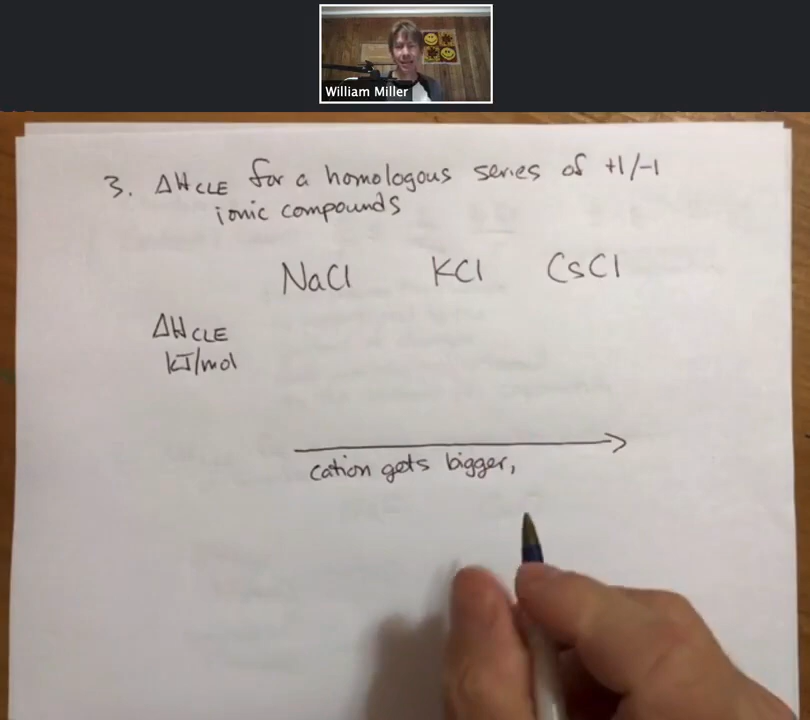 William Miller
3. ΔHCLE for a homologous series of +1/-1
ionic compounds
NaCl KCl CsCl
ΔHCLE
kJ/mol
cation gets bigger,